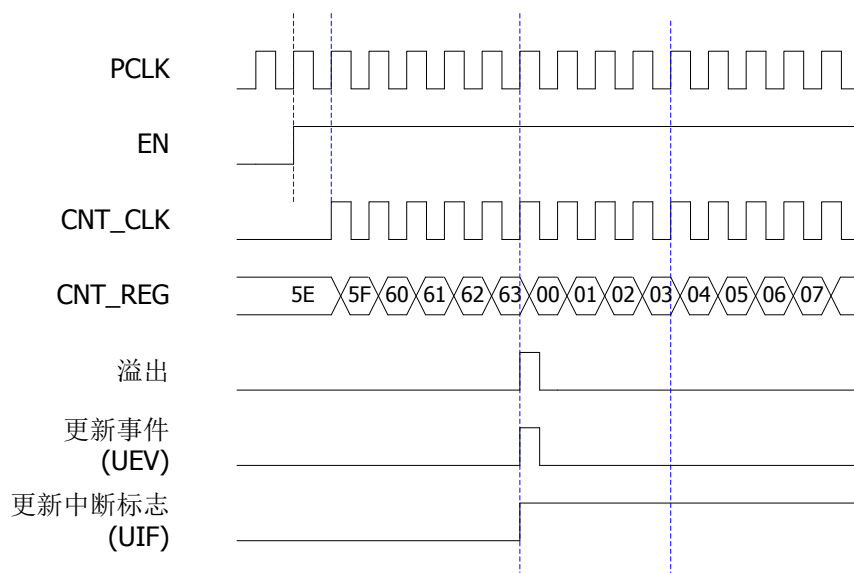 PCLK
EN
CNT_CLK
CNT_REG 5E 5F 60 61 62 63 00 01 02 03 04 05 06 07
溢出
更新事件
(UEV)
更新中断标志
(UIF)